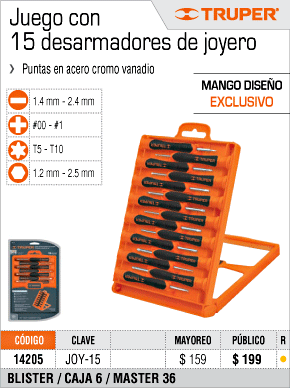 Juego con
TRUPER®
15 desarmadores de joyero
Puntas en acero cromo vanadio
MANGO DISEÑO
EXCLUSIVO
1.4 mm - 2.4 mm
#00 - #1
T5 - T10
1.2 mm - 2.5 mm
TRUPER
CÓDIGO CLAVE MAYOREO PÚBLICO R
14205 JOY-15 $ 159 $ 199
BLISTER / CAJA 6 / MASTER 36